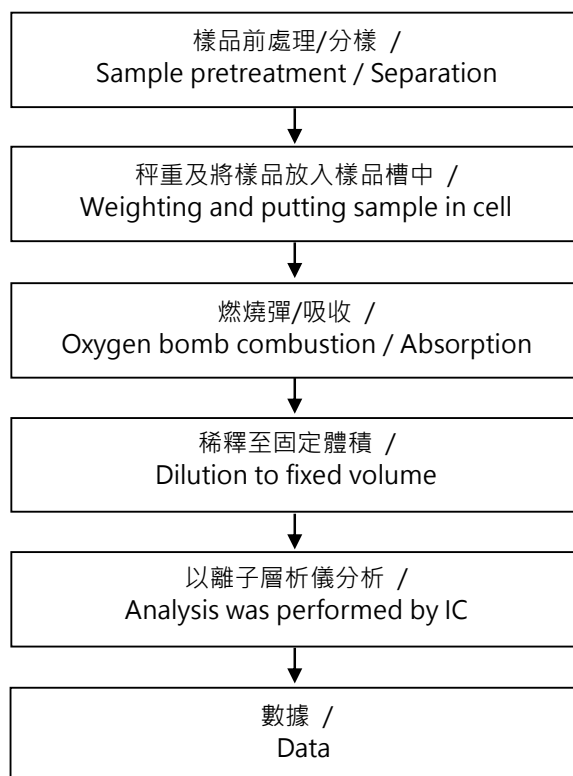 樣品前處理/分樣 /
Sample pretreatment / Separation
秤重及將樣品放入樣品槽中 /
Weighting and putting sample in cell
燃燒彈/吸收 /
Oxygen bomb combustion / Absorption
稀釋至固定體積 /
Dilution to fixed volume
以離子層析儀分析 /
Analysis was performed by IC
數據 /
Data